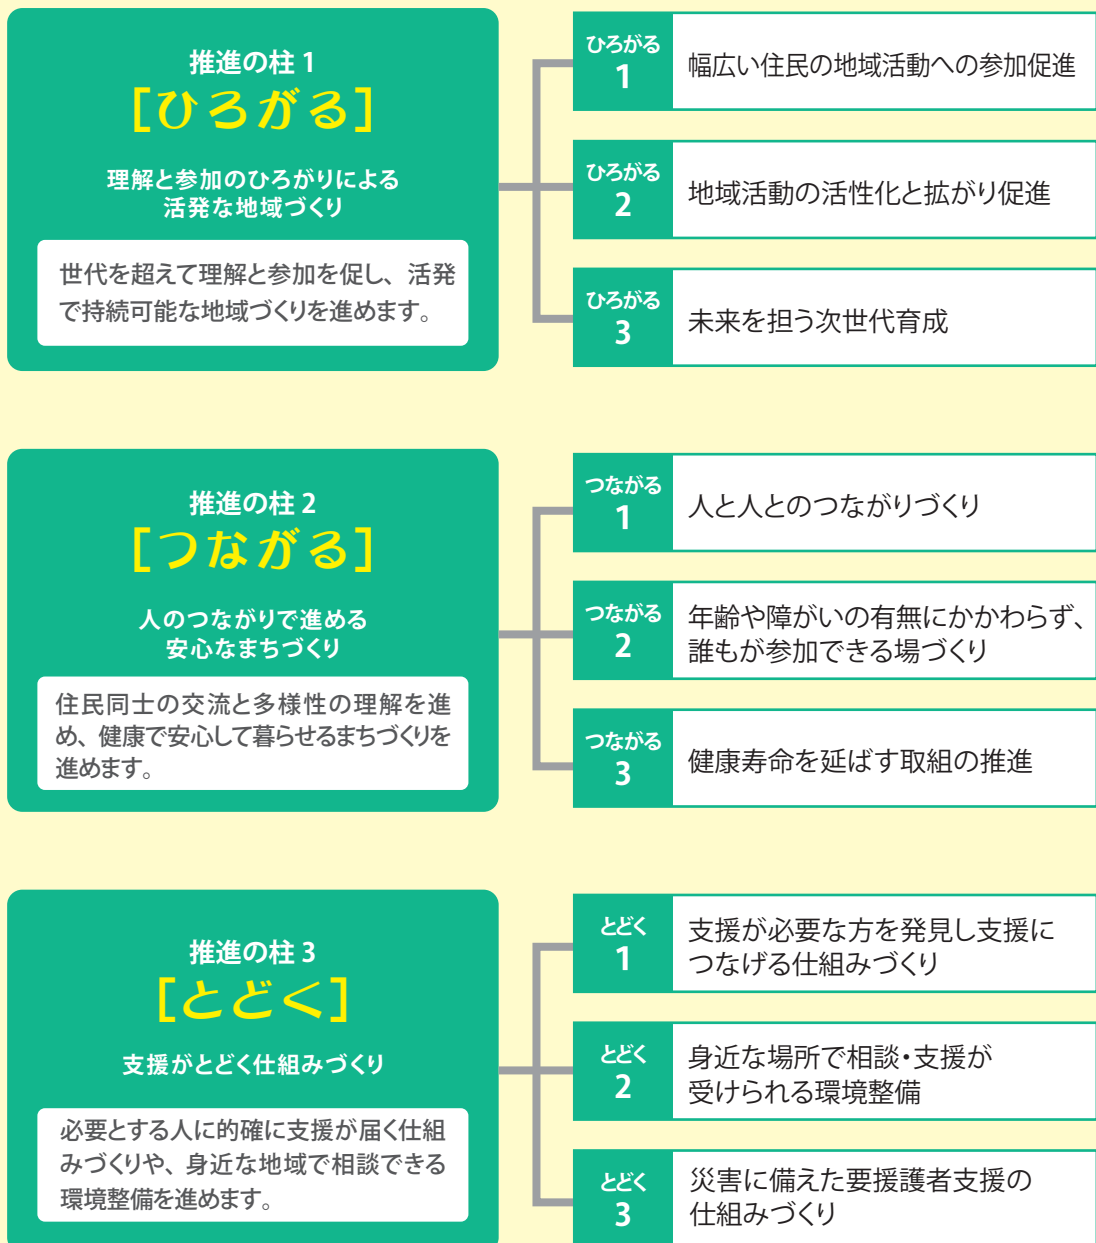 推進の柱 1
[ひろがる]
理解と参加のひろがりによる
活発な地域づくり
世代を超えて理解と参加を促し、活発
で持続可能な地域づくりを進めます。
ひろがる
1
幅広い住民の地域活動への参加促進
ひろがる
2
地域活動の活性化と拡がり促進
ひろがる
3
未来を担う次世代育成
推進の柱 2
[つながる]
人のつながりで進める
安心なまちづくり
住民同士の交流と多様性の理解を進
め、健康で安心して暮らせるまちづくりを
進めます。
つながる
1
人と人とのつながりづくり
つながる
2
年齢や障がいの有無にかかわらず、
誰もが参加できる場づくり
つながる
3
健康寿命を延ばす取組の推進
推進の柱 3
[とどく]
支援がとどく仕組みづくり
必要とする人に的確に支援が届く仕組
みづくりや、身近な地域で相談できる
環境整備を進めます。
とどく
1
支援が必要な方を発見し支援に
つなげる仕組みづくり
とどく
2
身近な場所で相談・支援が
受けられる環境整備
とどく
3
災害に備えた要援護者支援の
仕組みづくり